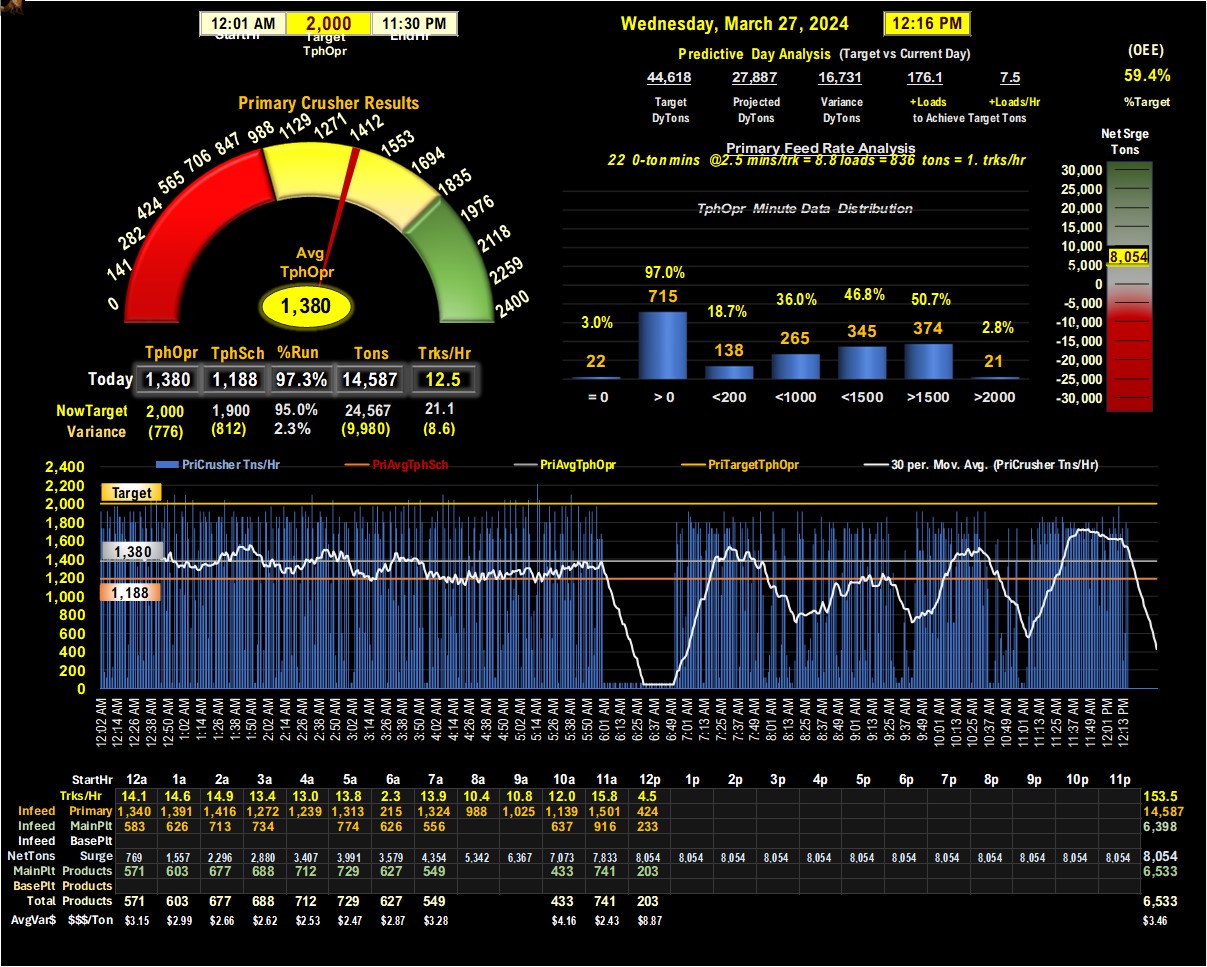 12:01 AM 2,000 11:30 PM
StartHr Target EndHr
TphOpr
Wednesday, March 27, 2024 12:16 PM
Predictive Day Analysis (Target vs Current Day)
44,618 27,887 16,731 176.1 7.5
Target Projected Variance +Loads +Loads/Hr
DyTons DyTons DyTons to Achieve Target Tons
(OEE)
59.4%
%Target
Primary Crusher Results
0 141 282 424 565 706 847 988 1129 1271 1412 1553 1694 1835 1976 2118 2259 2400
Avg
TphOpr
1,380
Primary Feed Rate Analysis
22 0-ton mins @2.5 mins/trk = 8.8 loads = 836 tons = 1. trks/hr
TphOpr Minute Data Distribution
3.0% 97.0% 18.7% 36.0% 46.8% 50.7% 2.8%
22 715 138 265 345 374 21
= 0 > 0 <200 <1000 <1500 >1500 >2000
Net Srge
Tons
30,000
25,000
20,000
15,000
10,000
8,054
5,000
0
-5,000
-10,000
-15,000
-20,000
-25,000
-30,000
TphOpr TphSch %Run Tons Trks/Hr
Today 1,380 1,188 97.3% 14,587 12.5
NowTarget 2,000 1,900 95.0% 24,567 21.1
Variance (776) (812) 2.3% (9,980) (8.6)
PriCrusher Tns/Hr PriAvgTphSch PriAvgTphOpr PriTargetTphOpr 30 per. Mov. Avg. (PriCrusher Tns/Hr)
2,400
2,200
Target
2,000
1,800
1,600
1,380
1,400
1,200
1,188
1,000
800
600
400
200
0
12:02 AM 12:14 AM 12:26 AM 12:38 AM 12:50 AM 1:02 AM 1:14 AM 1:26 AM 1:38 AM 1:50 AM 2:02 AM 2:14 AM 2:26 AM 2:38 AM 2:50 AM 3:02 AM 3:14 AM 3:26 AM 3:38 AM 3:50 AM 4:02 AM 4:14 AM 4:26 AM 4:38 AM 4:50 AM 5:02 AM 5:14 AM 5:26 AM 5:38 AM 5:50 AM 6:01 AM 6:13 AM 6:25 AM 6:37 AM 6:49 AM 7:01 AM 7:13 AM 7:25 AM 7:37 AM 7:49 AM 8:01 AM 8:13 AM 8:25 AM 8:37 AM 8:49 AM 9:01 AM 9:13 AM 9:25 AM 9:37 AM 9:49 AM 10:01 AM 10:13 AM 10:25 AM 10:37 AM 10:49 AM 11:01 AM 11:13 AM 11:25 AM 11:37 AM 11:49 AM 12:01 PM 12:13 PM
StartHr 12a 1a 2a 3a 4a 5a 6a 7a 8a 9a 10a 11a 12p 1p 2p 3p 4p 5p 6p 7p 8p 9p 10p 11p
Trks/Hr 14.1 14.6 14.9 13.4 13.0 13.8 2.3 13.9 10.4 10.8 12.0 15.8 4.5 153.5
Infeed Primary 1,340 1,391 1,416 1,272 1,239 1,313 215 1,324 988 1,025 1,139 1,501 424 14,587
Infeed MainPlt 583 626 713 734 774 626 556 637 916 233 6,398
Infeed BasePlt
NetTons Surge 769 1,557 2,296 2,880 3,407 3,991 3,579 4,354 5,342 6,367 7,073 7,833 8,054 8,054 8,054 8,054 8,054 8,054 8,054 8,054 8,054 8,054 8,054 8,054 8,054
MainPlt Products 571 603 677 688 712 729 627 549 433 741 203 6,533
BasePlt Products
Total Products 571 603 677 688 712 729 627 549 433 741 203 6,533
AvgVar$ $$$/Ton $3.15 $2.99 $2.66 $2.62 $2.53 $2.47 $2.87 $3.28 $4.16 $2.43 $8.87 $3.46